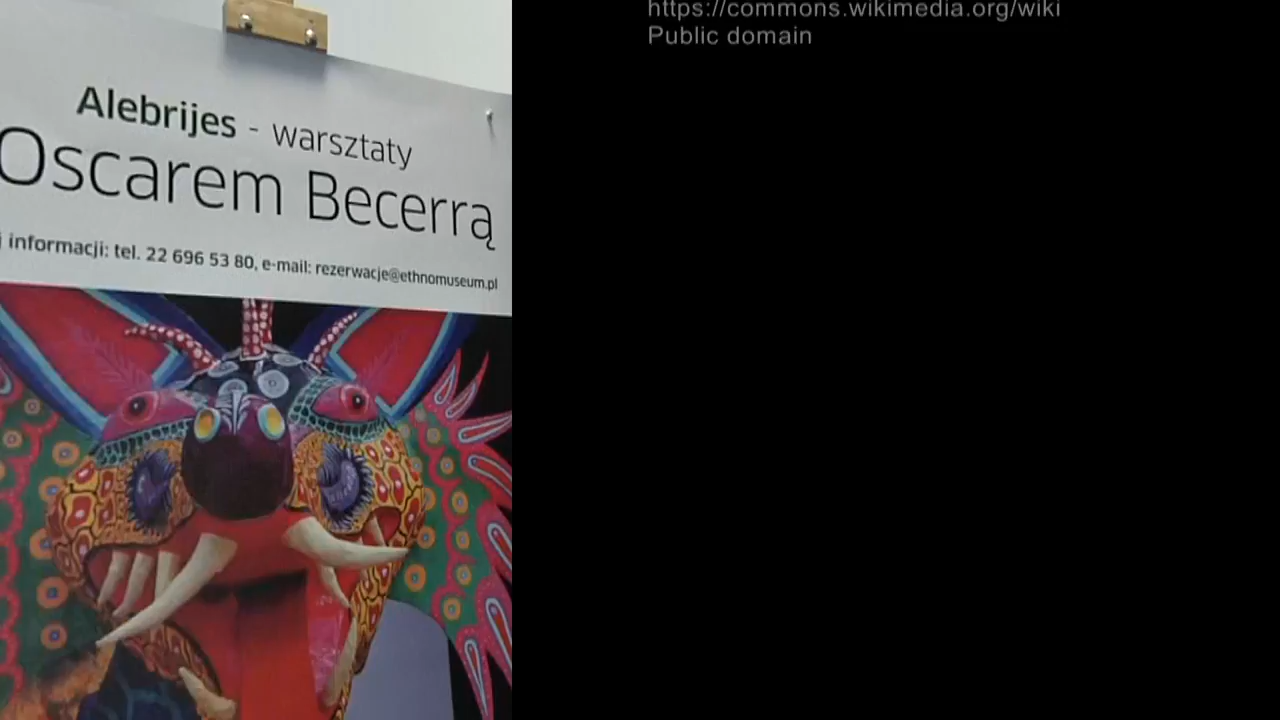 Alebrijes - warsztaty
Oscarem Becerrą
informacji: tel. 22 696 53 80, e-mail: rezerwacje@ethnomuseum.pl
https://commons.wikimedia.org/wiki
Public domain